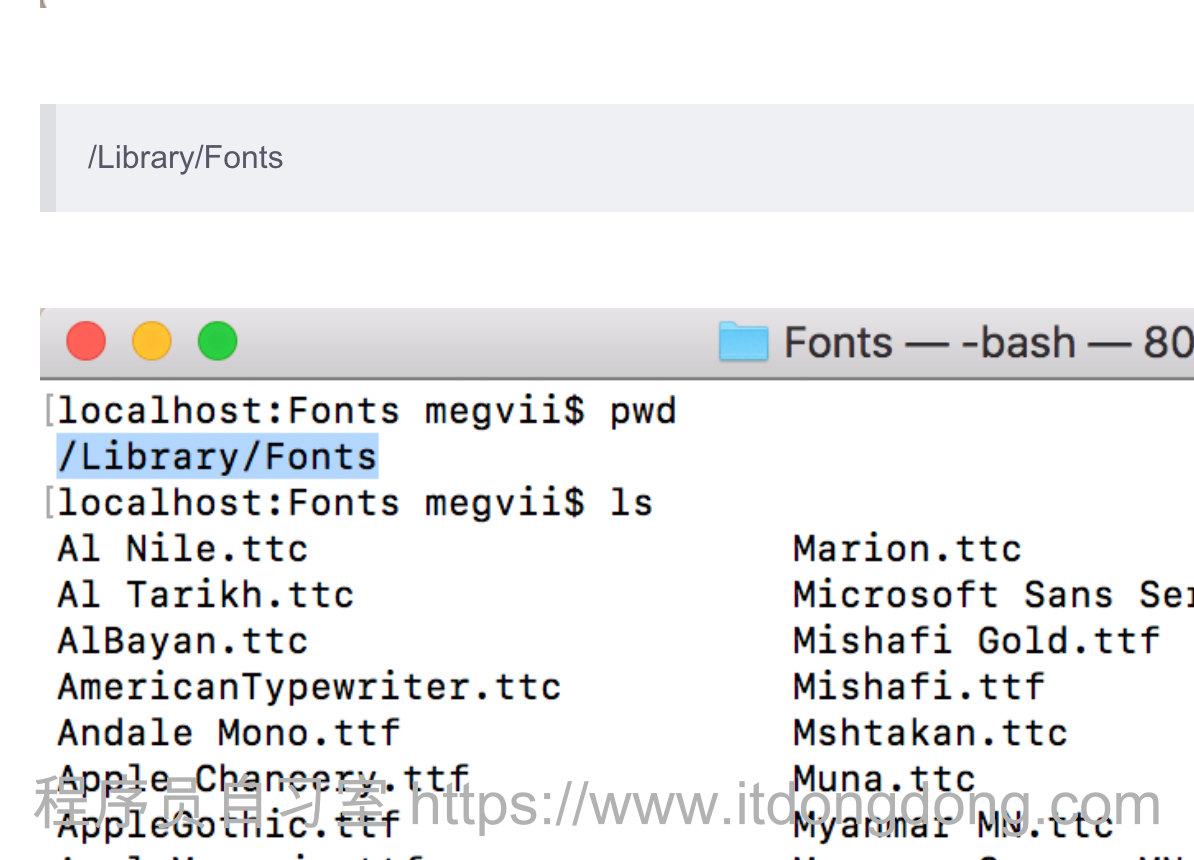 /Library/Fonts
Fonts — -bash — 80
[localhost:Fonts megvii$ pwd
/Library/Fonts
[localhost:Fonts megvii$ ls
Al Nile.ttc Marion.ttc
Al Tarikh.ttc Microsoft Sans Ser
AlBayan.ttc Mishafi Gold.ttf
AmericanTypewriter.ttc Mishafi.ttf
Andale Mono.ttf Mshtakan.ttc
Apple Chancery.ttf Muna.ttc
程序员自习室 https://www.itdongdong.com
AppleGothic.ttf Myanmar MN.ttc